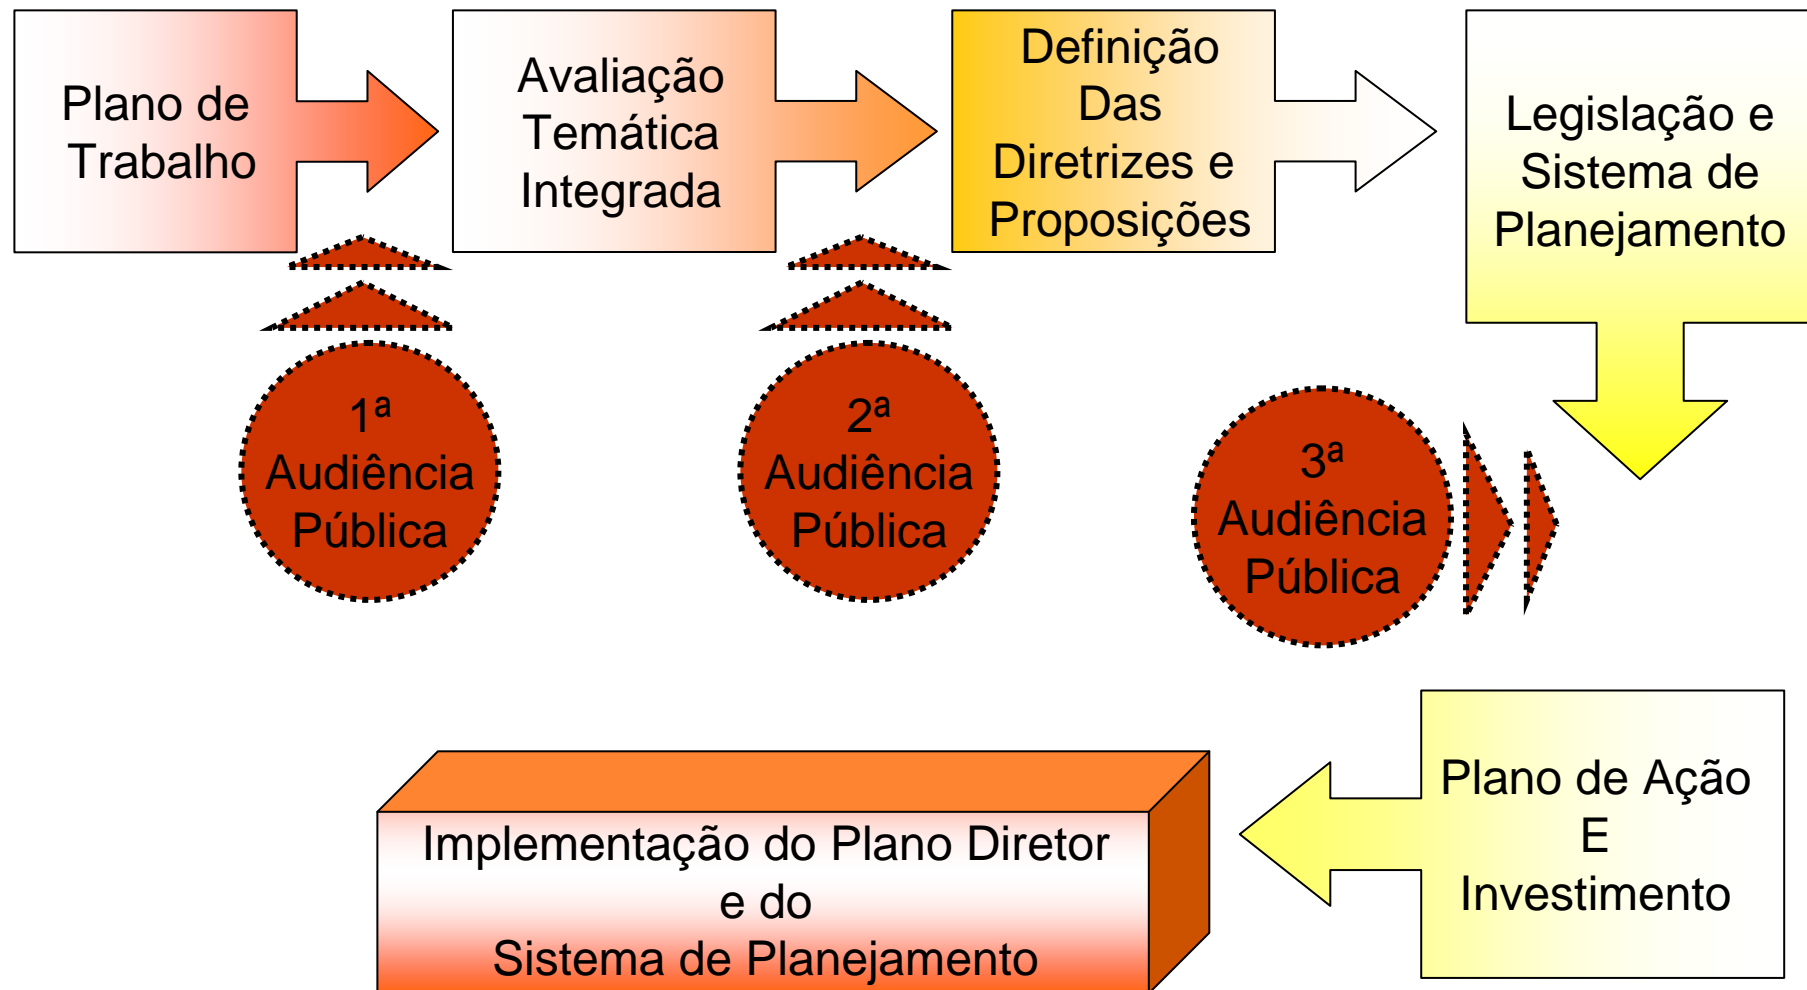 Plano de
Trabalho
Avaliação
Temática
Integrada
Definição
Das
Diretrizes e
Proposições
Legislação e
Sistema de
Planejamento
1ª
Audiência
Pública
2ª
Audiência
Pública
3ª
Audiência
Pública
Plano de Ação
E
Investimento
Implementação do Plano Diretor
e do
Sistema de Planejamento